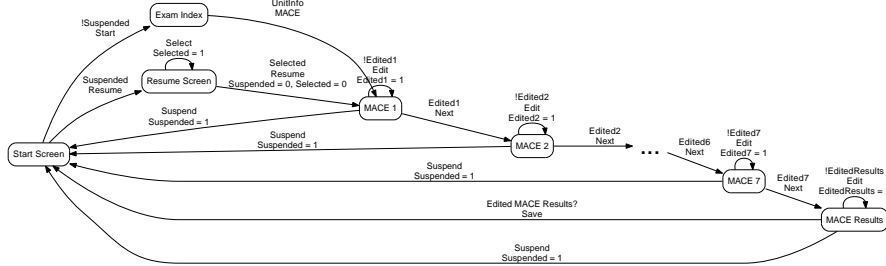 UnitInfo
MACE
Exam Index
!Suspended
Start
Select
Selected = 1
Selected
Resume
Suspended = 0, Selected = 0
!Edited1
Edit
Edited1 = 1
Suspended
Resume
Resume Screen
MACE 1
Edited1
Next
!Edited2
Edit
Edited2 = 1
Suspend
Suspended = 1
Suspend
Suspended = 1
MACE 2
Edited2
Next
...
Edited6
Next
!Edited7
Edit
Edited7 = 1
Start Screen
Suspend
Suspended = 1
MACE 7
Edited7
Next
!EditedResults
Edit
EditedResults =
Edited MACE Results?
Save
MACE Results
Suspend
Suspended = 1